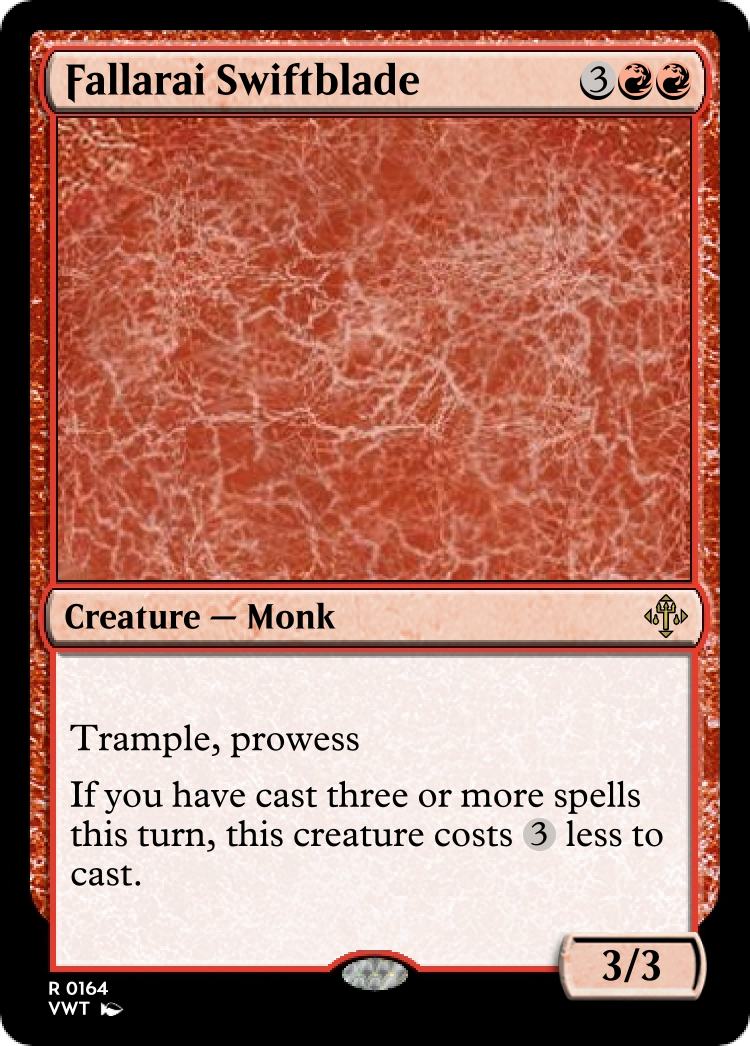 Fallarai Swiftblade 3
Creature — Monk
Trample, prowess
If you have cast three or more spells
this turn, this creature costs 3 less to
cast.
3/3
R 0164
VWT